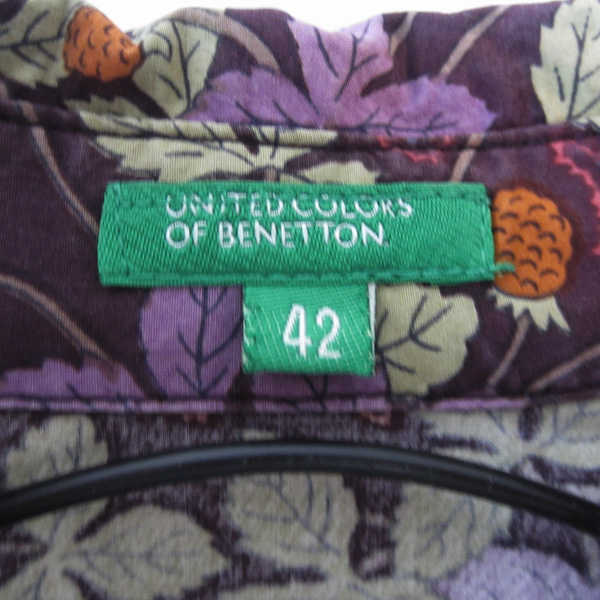 UNITED COLORS
OF BENETTON.
42